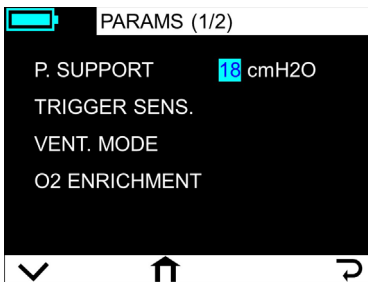 PARAMS (1/2)
P. SUPPORT 18 cmH2O
TRIGGER SENS.
VENT. MODE
O2 ENRICHMENT